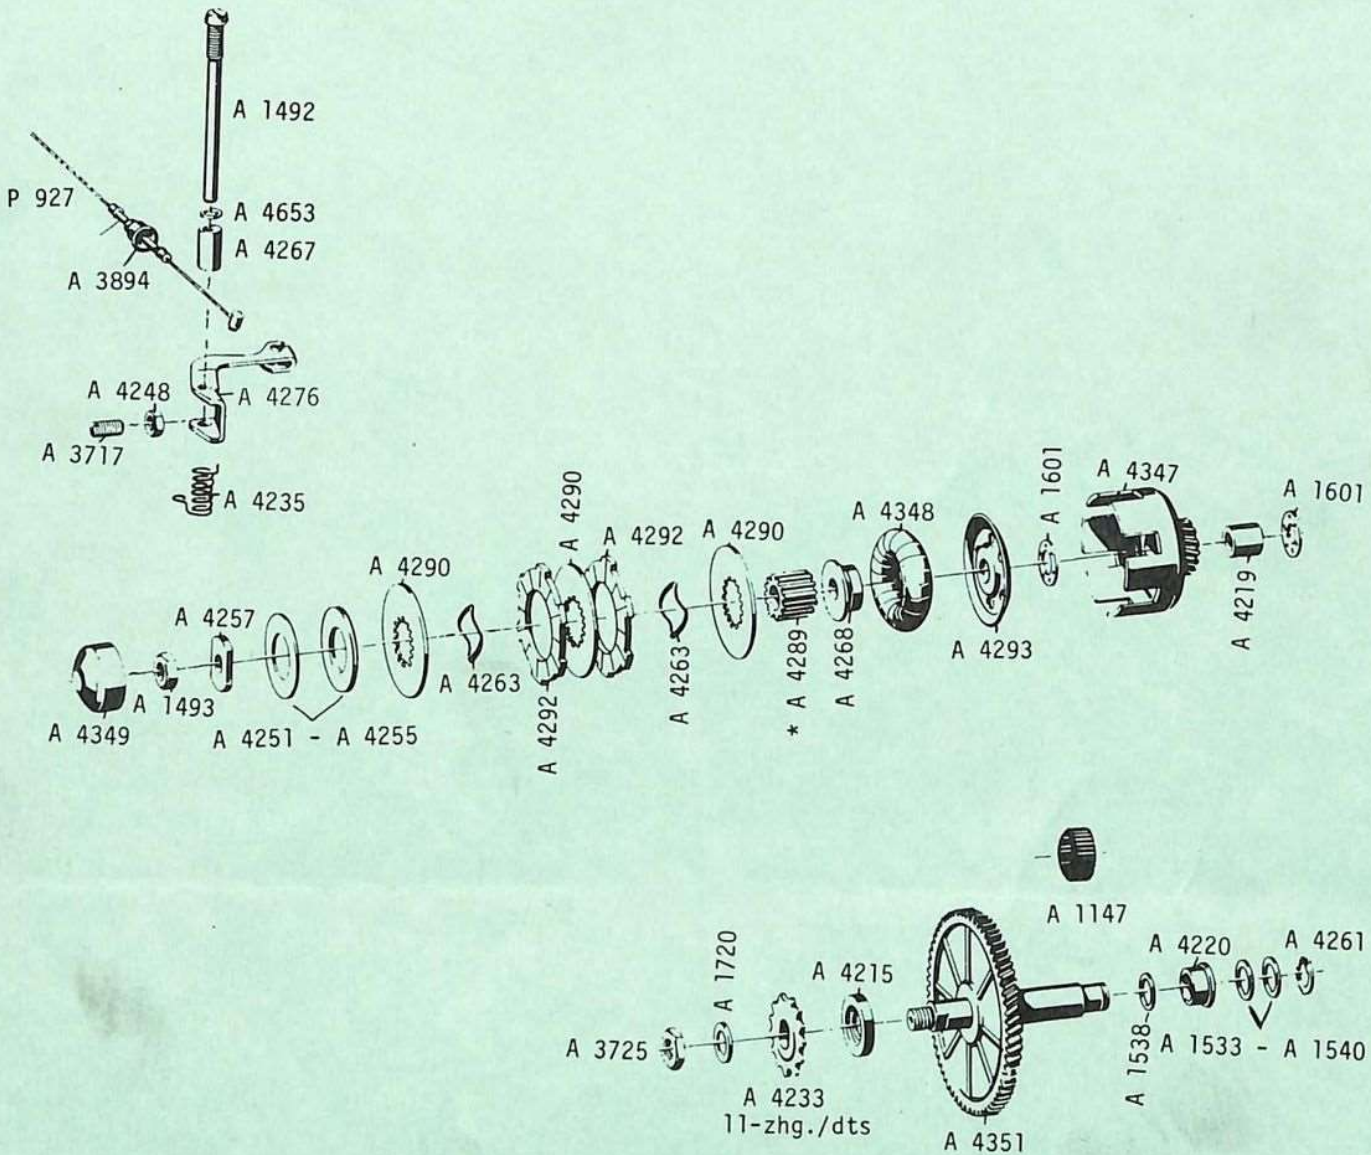 A 1492
P 927
A 4653
A 4267
A 3894
A 4248
A 4276
A 3717
A 4235
A 4290
A 4292
A 4290
A 4348
A 1601
A 4347
A 1601
A 4290
A 4257
A 4263
A 4263
* A 4289
A 4268
A 4293
A 4219
A 1493
A 4349
A 4251 - A 4255
A 4292
A 1147
A 4220
A 4261
A 1720
A 4215
A 3725
A 1538
A 1533 - A 1540
A 4233
11-zhg./dts
A 4351